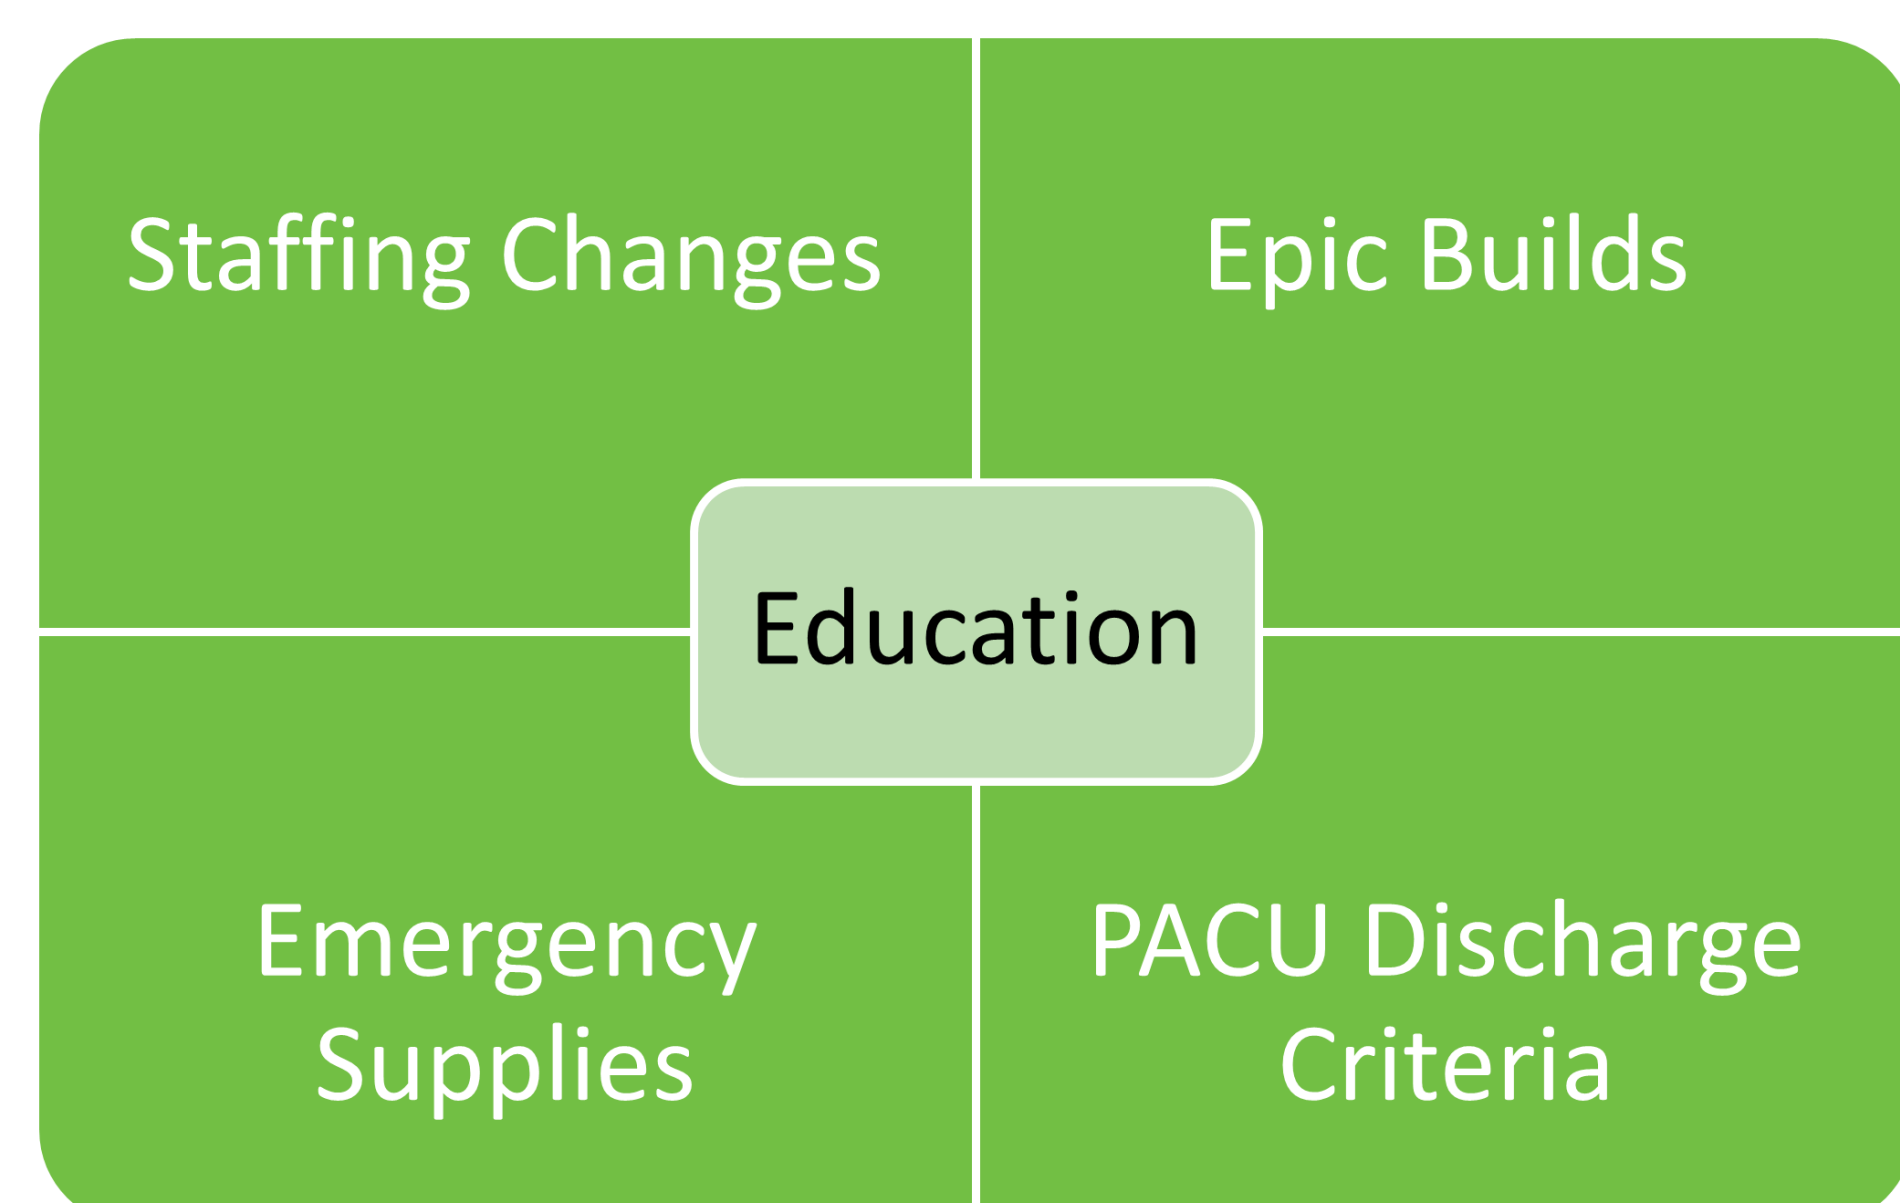 Staffing Changes
Epic Builds
Education
Emergency
Supplies
PACU Discharge
Criteria